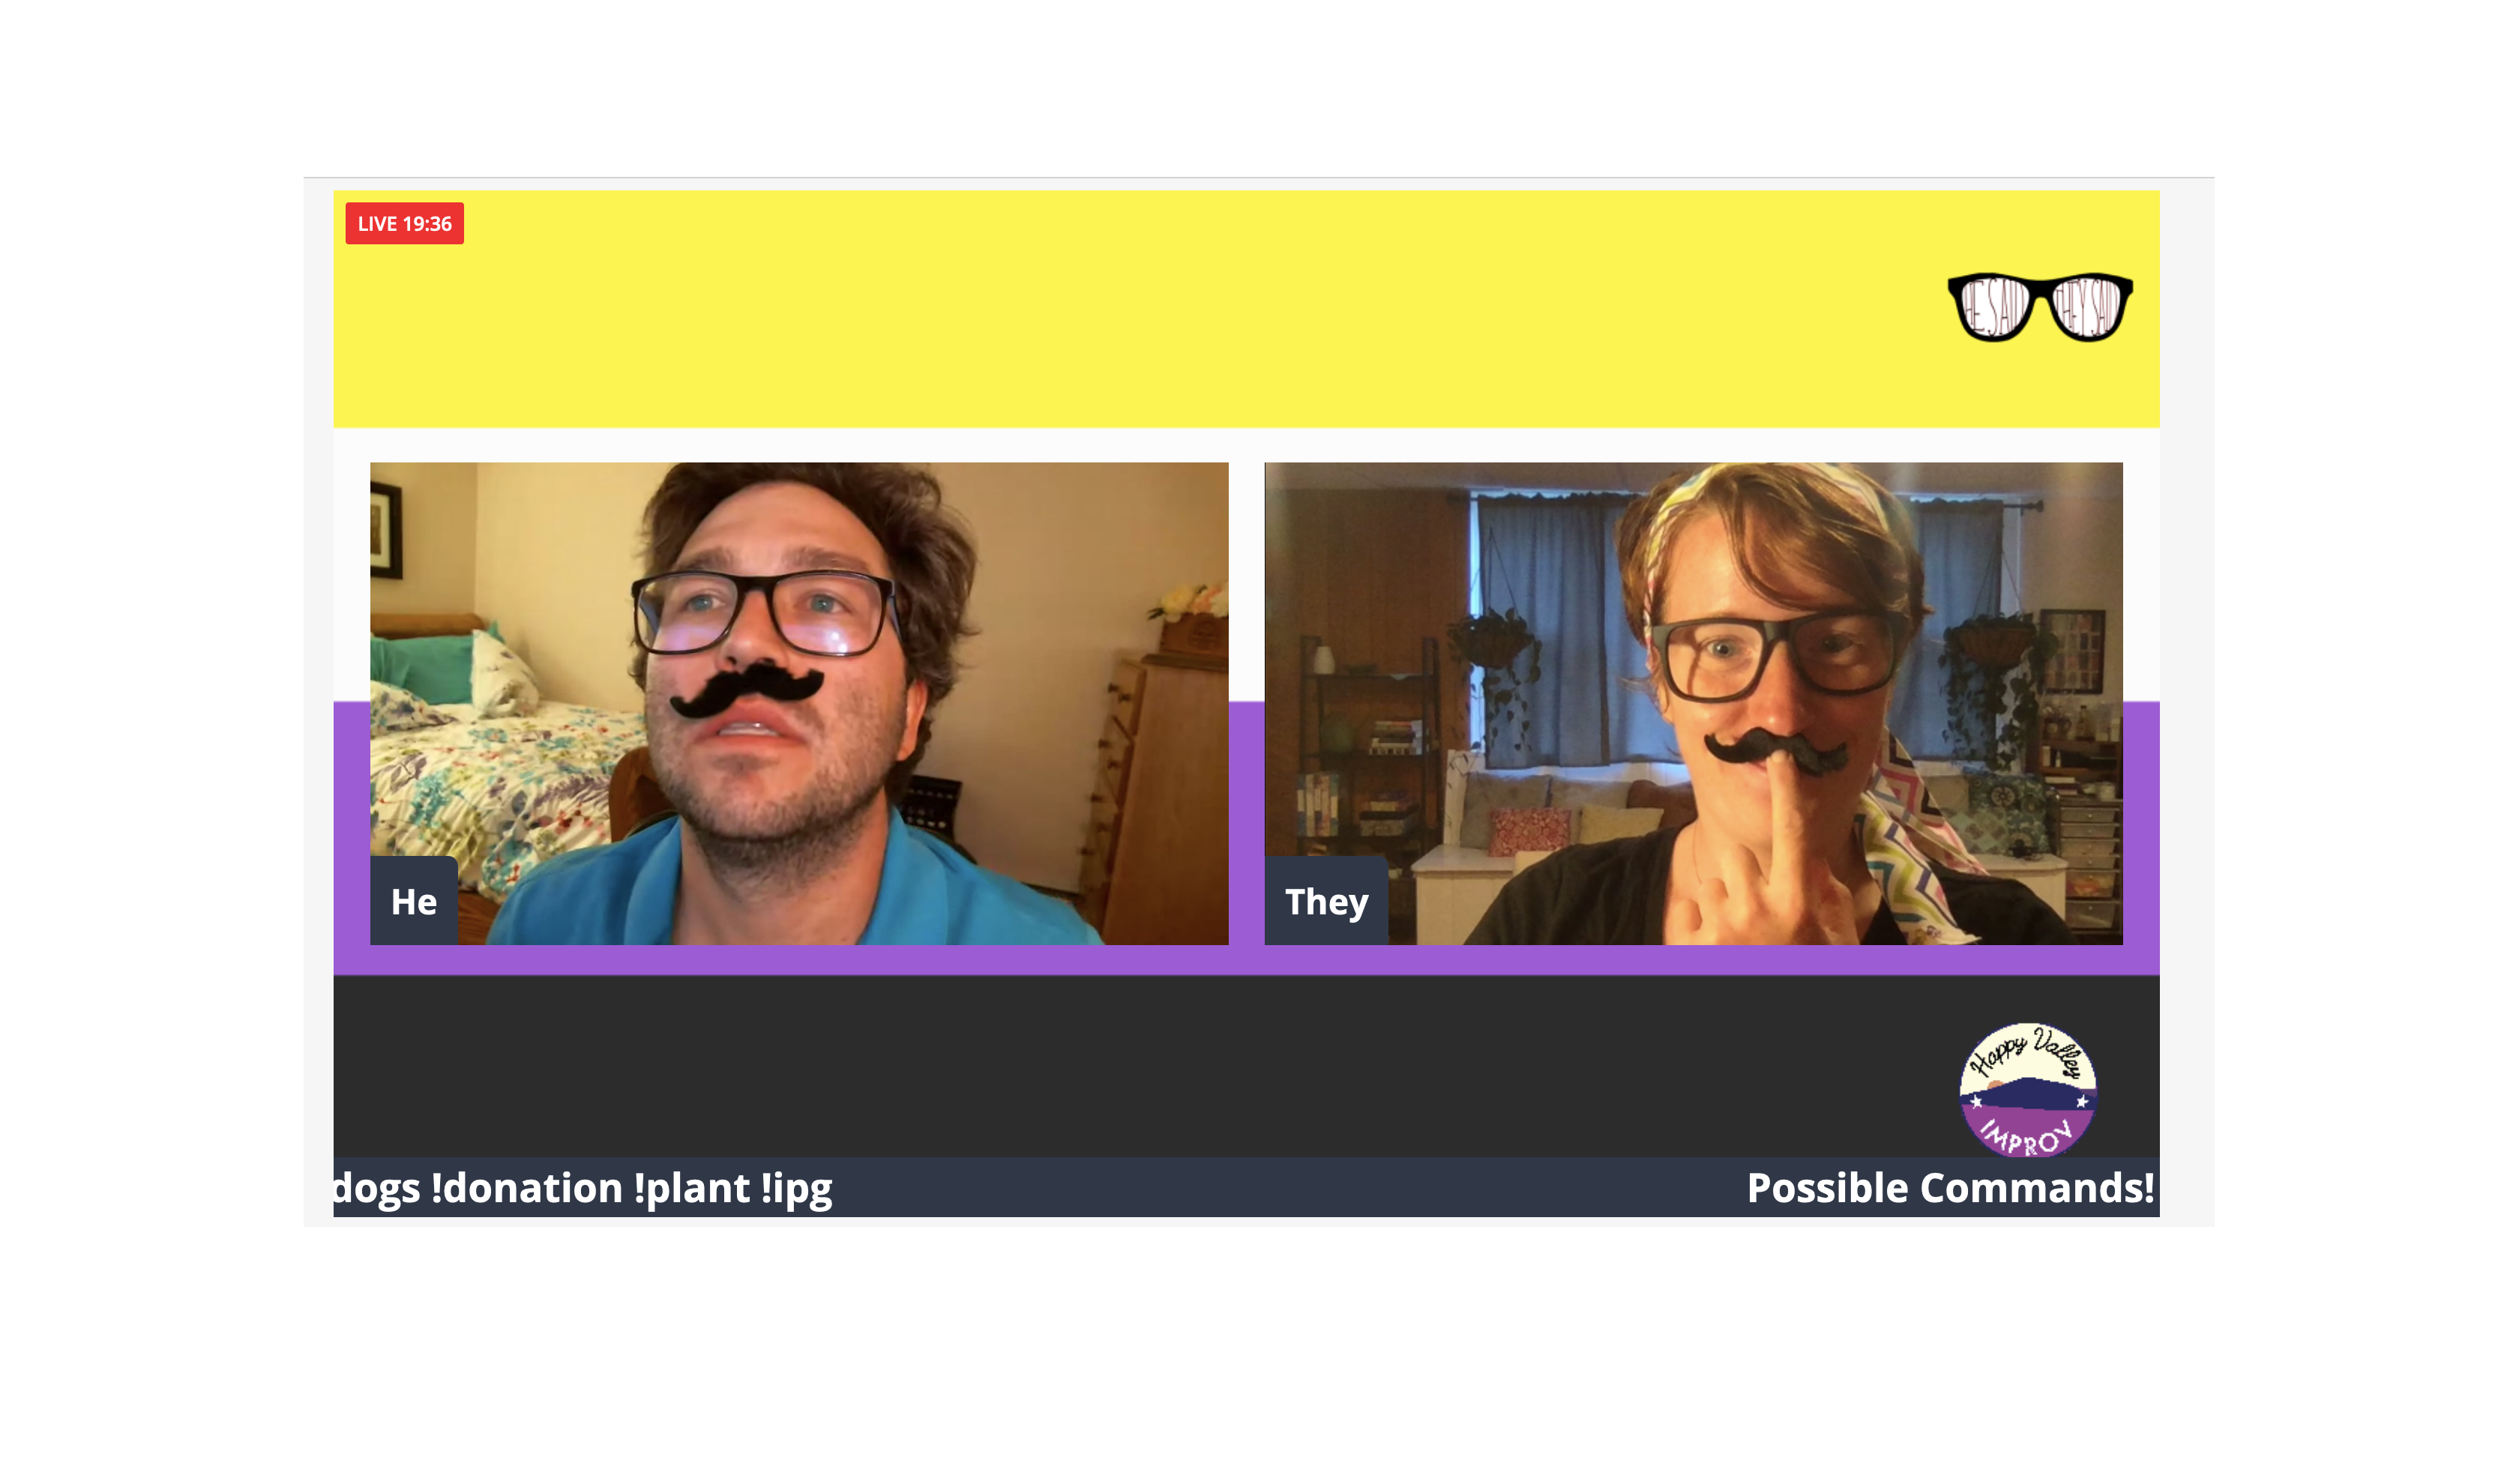 LIVE 19:36
HE SAID THEY SAID
He
They
Happy Valley
IMPROV
dogs !donation !plant !ipg
Possible Commands!